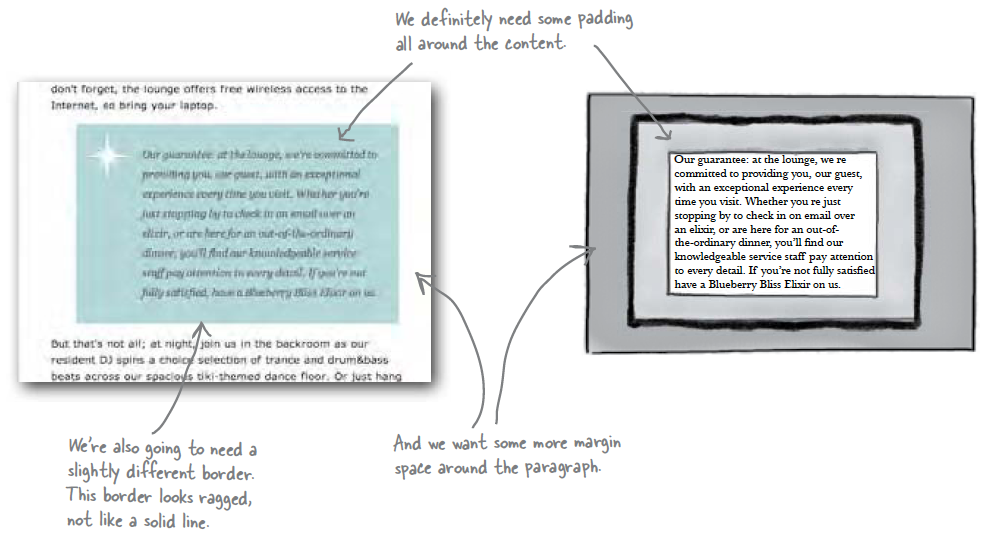 We definitely need some padding
all around the content.
don't forget, the lounge offers free wireless access to the
Internet, so bring your laptop.
Our guarantee: at the lounge, we're committed to
providing you, our guest, with an exceptional
experience every time you visit. Whether you're
just stopping by to check in on email over an
elixir, or are here for an out-of-the-ordinary
dinner, you'll find our knowledgeable service
staff pay attention to every detail. If you're not
fully satisfied, have a Blueberry Bliss Elixir on us.
But that's not all; at night, join us in the backroom as our
resident DJ spins a choice selection of trance and drum&bass
beats across our spacious tiki-themed dance floor. Or just hang
Our guarantee: at the lounge, we re
committed to providing you, our guest,
with an exceptional experience every
time you visit. Whether you re just
stopping by to check in on email over
an elixir, or are here for an out-of-
the-ordinary dinner, you'll find our
knowledgeable service staff pay attention
to every detail. If you're not fully satisfied
have a Blueberry Bliss Elixir on us.
We're also going to need a
slightly different border.
This border looks ragged,
not like a solid line.
And we want some more margin
space around the paragraph.